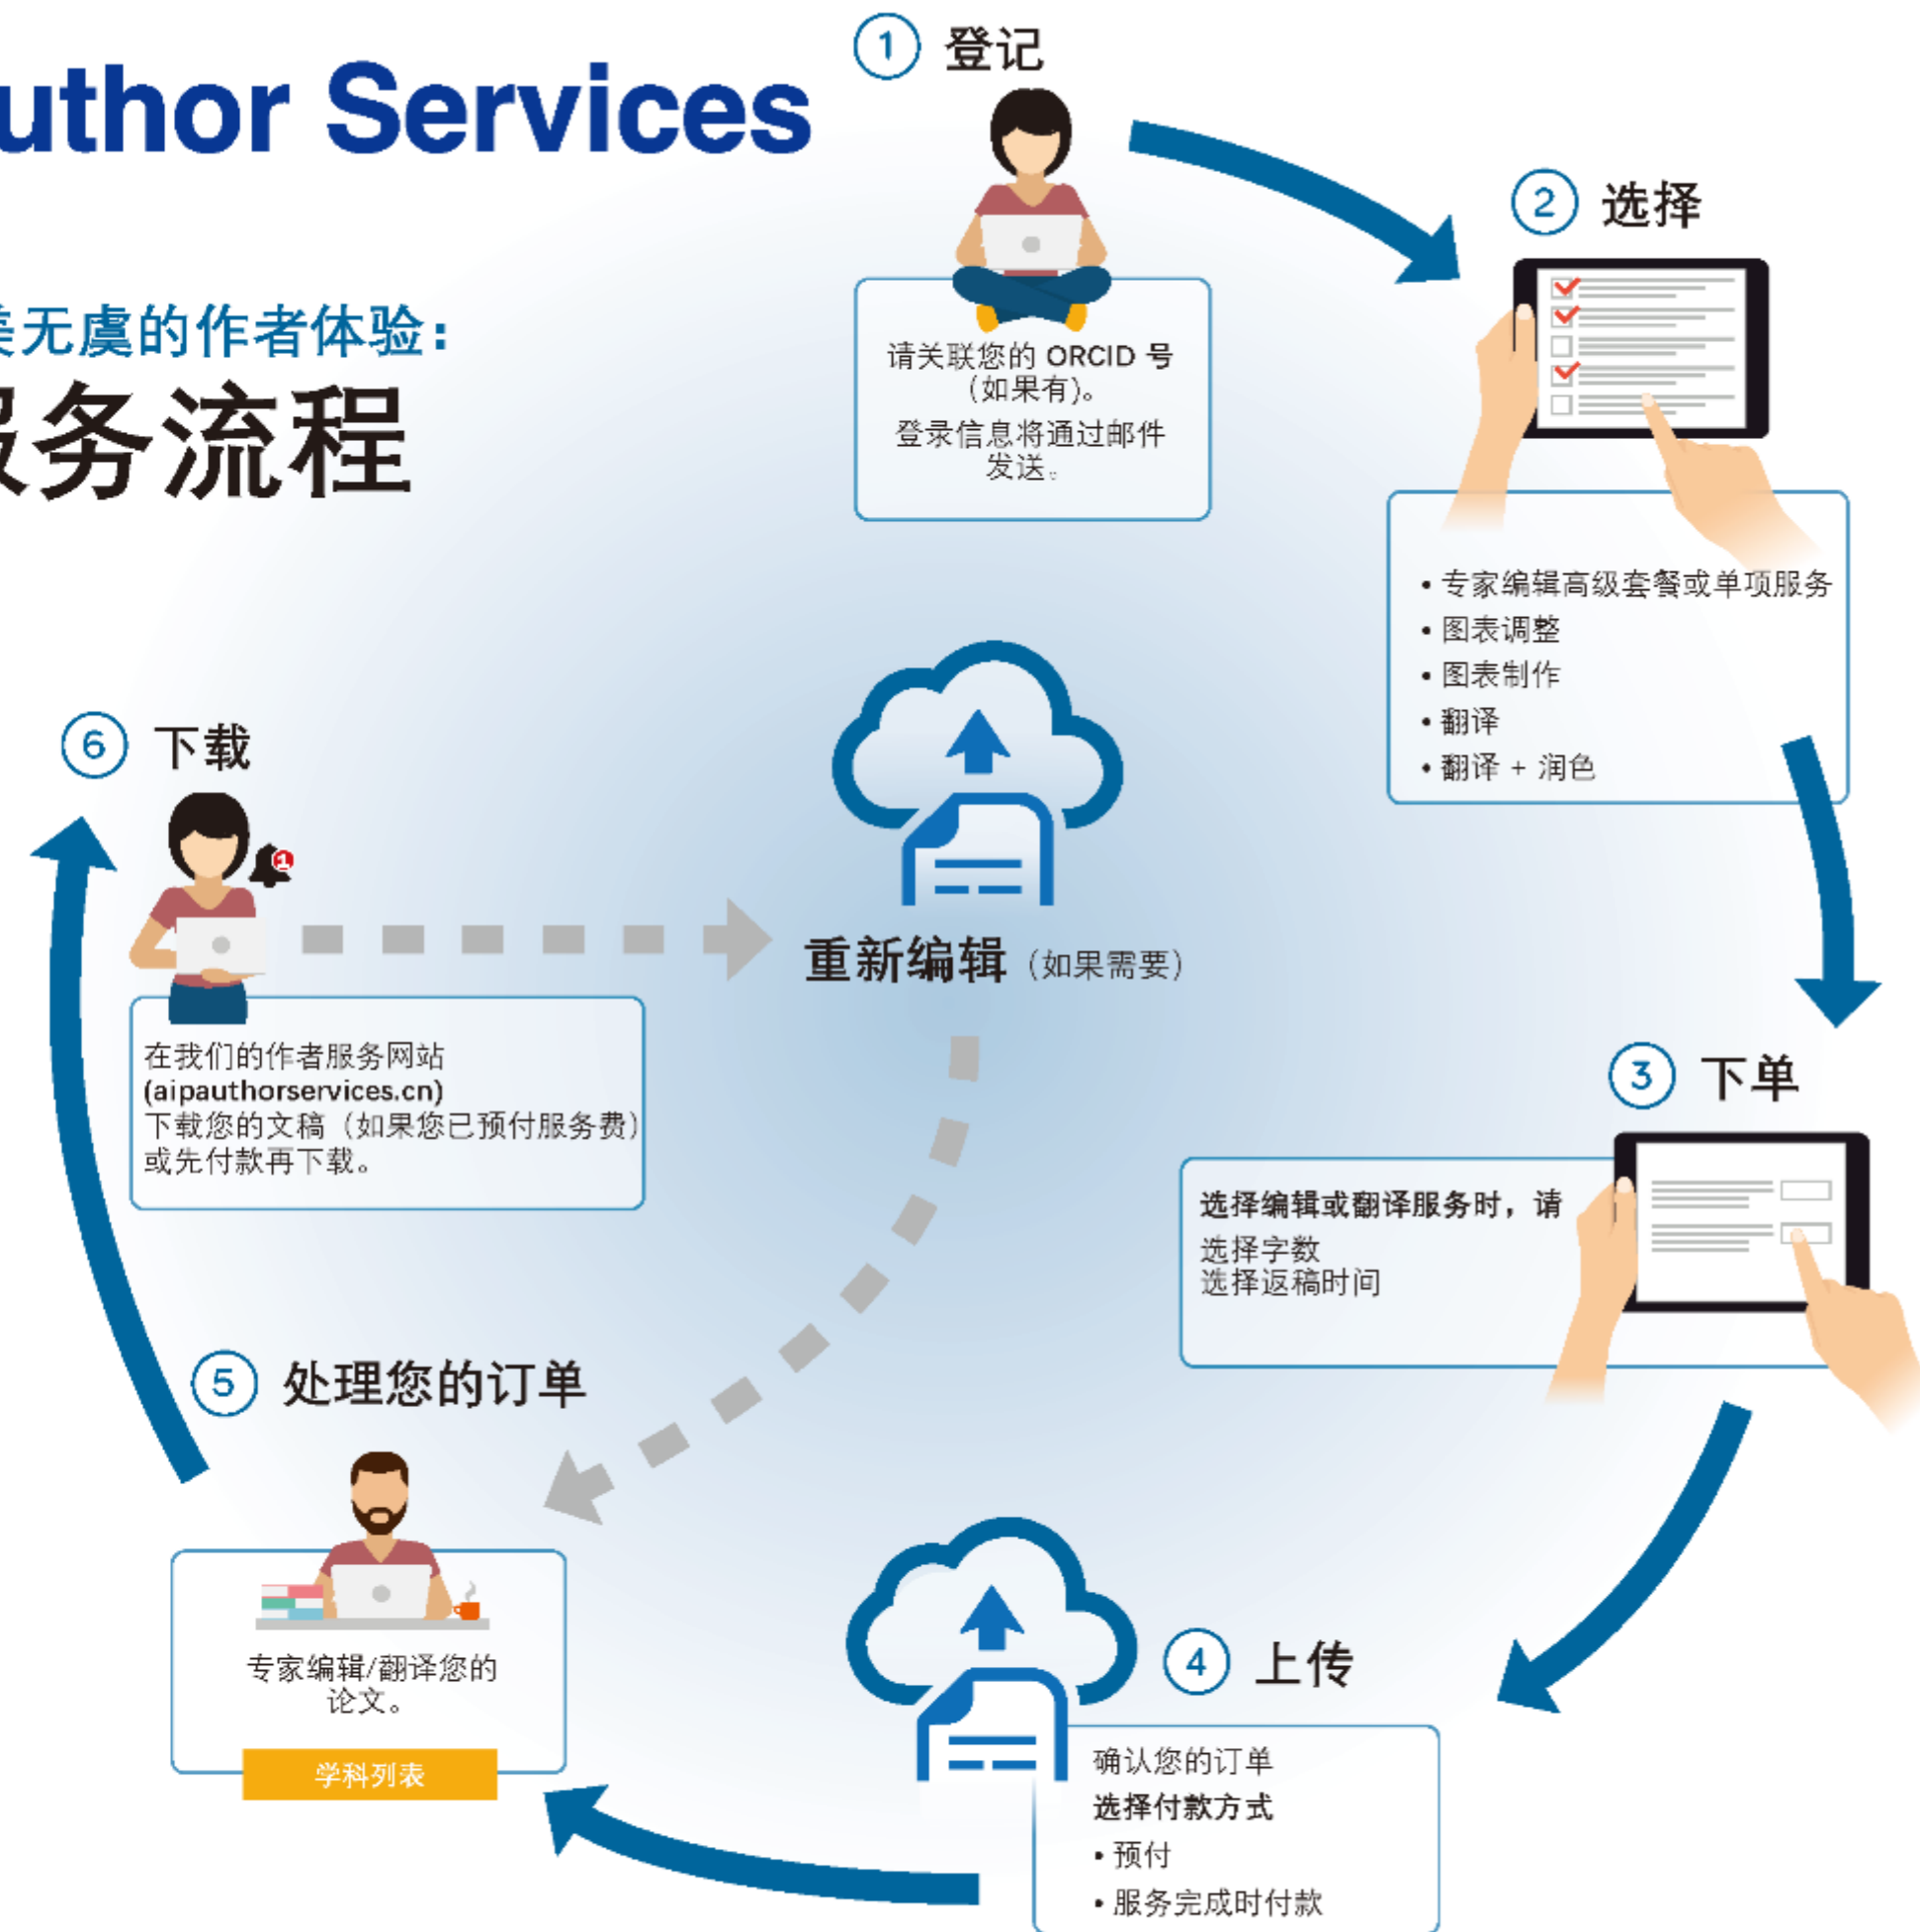 uthor Services
美无虞的作者体验:
服务流程
1 登记
请关联您的 ORCID 号
(如果有)。
登录信息将通过邮件
发送。
2 选择
• 专家编辑高级套餐或单项服务
• 图表调整
• 图表制作
• 翻译
• 翻译 + 润色
3 下单
选择编辑或翻译服务时，请
选择字数
选择返稿时间
4 上传
确认您的订单
选择付款方式
• 预付
• 服务完成时付款
5 处理您的订单
专家编辑/翻译您的
论文。
学科列表
6 下载
1
在我们的作者服务网站
(aipauthorservices.cn)
下载您的文稿（如果您已预付服务费）
或先付款再下载。
重新编辑（如果需要）